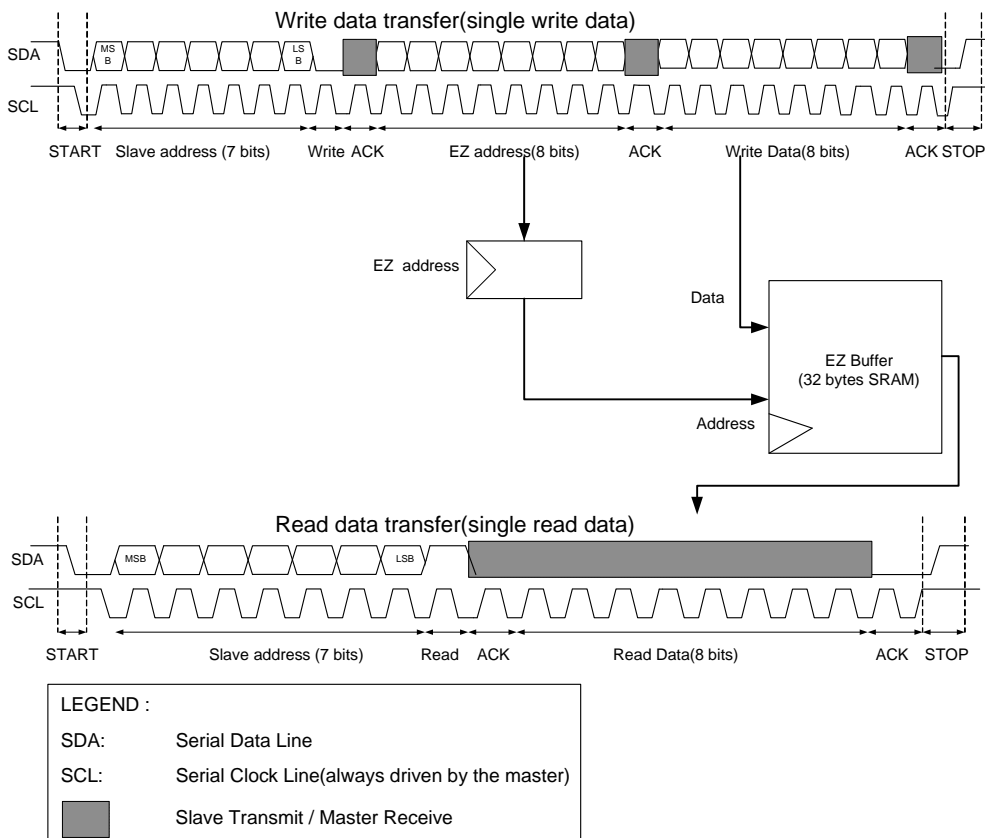 Write data transfer(single write data)
SDA
MS
B
LS
B
SCL
START Slave address (7 bits) Write ACK EZ address(8 bits) ACK Write Data(8 bits) ACK STOP
EZ address
Data
EZ Buffer
(32 bytes SRAM)
Address
Read data transfer(single read data)
SDA MSB LSB
SCL
START Slave address (7 bits) Read ACK Read Data(8 bits) ACK STOP
LEGEND :
SDA: Serial Data Line
SCL: Serial Clock Line(always driven by the master)
Slave Transmit / Master Receive